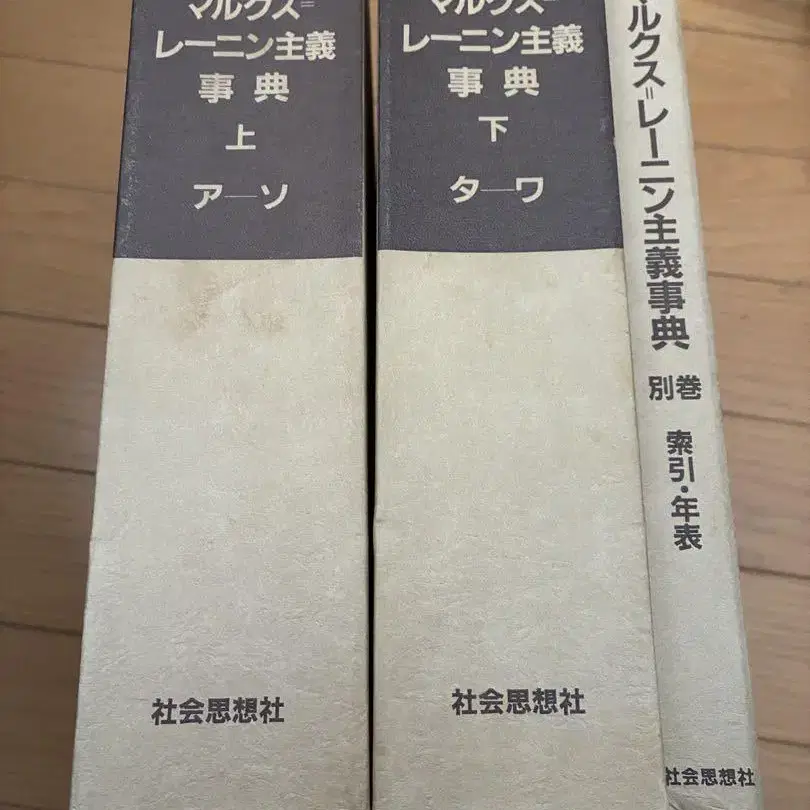 マルクス=
レーニン主義
事典
上
ア—ソ
社会思想社
マルクス=
レーニン主義
事典
下
タ—ワ
社会思想社
マルクス=レーニン主義事典
別巻
索引・年表
社会思想社